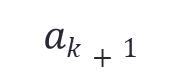 a_k + 1